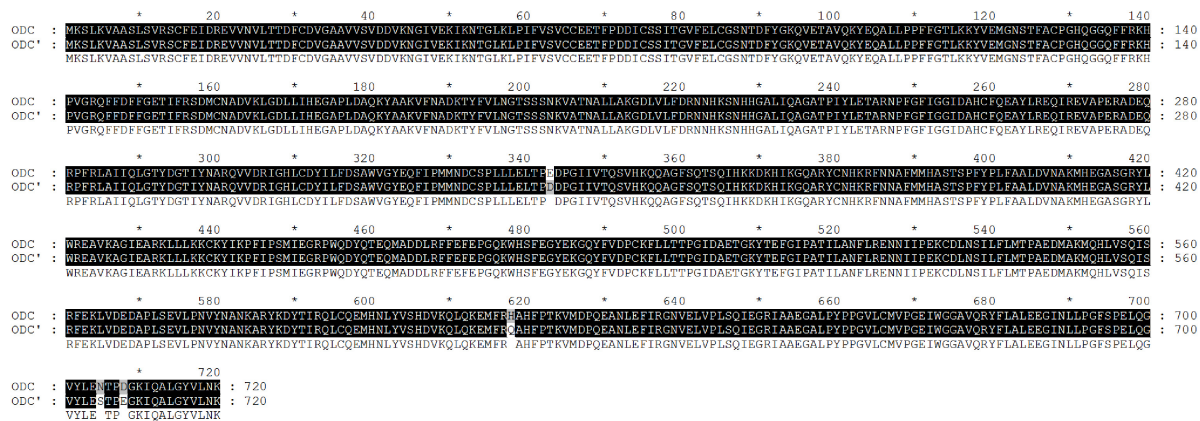 * 20 * 40 * 60 * 80 * 100 * 120 * 140
ODC : MKSLKVAASLSVRSCFEIDREVVNVLTTDFCDVGAAVVSVDDVKNGIVEKIKNTGLKLPIFVSVCCEETFPDDICSSITGVFELCGSNTDFYGKQVETAVQKYEQALLPPFFGTLKKYVEMGNSTFACPGHQGGQFFRKH : 140
ODC' : MKSLKVAASLSVRSCFEIDREVVNVLTTDFCDVGAAVVSVDDVKNGIVEKIKNTGLKLPIFVSVCCEETFPDDICSSITGVFELCGSNTDFYGKQVETAVQKYEQALLPPFFGTLKKYVEMGNSTFACPGHQGGQFFRKH : 140
MKSLKVAASLSVRSCFEIDREVVNVLTTDFCDVGAAVVSVDDVKNGIVEKIKNTGLKLPIFVSVCCEETFPDDICSSITGVFELCGSNTDFYGKQVETAVQKYEQALLPPFFGTLKKYVEMGNSTFACPGHQGGQFFRKH
* 160 * 180 * 200 * 220 * 240 * 260 * 280
ODC : PVGRQFFDFFGETIFRSDMCNADVKLGDLLIHEGAPLDAQKYAAKVFNADKTYFVLNGTSSSNKVATNALLAKGDLVLFDRNNHKSNHHGALIQAGATPIYLETARNPFGFIGGIDAHCFQEAYLREQIREVAPERADEQ : 280
ODC' : PVGRQFFDFFGETIFRSDMCNADVKLGDLLIHEGAPLDAQKYAAKVFNADKTYFVLNGTSSSNKVATNALLAKGDLVLFDRNNHKSNHHGALIQAGATPIYLETARNPFGFIGGIDAHCFQEAYLREQIREVAPERADEQ : 280
PVGRQFFDFFGETIFRSDMCNADVKLGDLLIHEGAPLDAQKYAAKVFNADKTYFVLNGTSSSNKVATNALLAKGDLVLFDRNNHKSNHHGALIQAGATPIYLETARNPFGFIGGIDAHCFQEAYLREQIREVAPERADEQ
* 300 * 320 * 340 * 360 * 380 * 400 * 420
ODC : RPFRLAIIQLGTYDGTIYNARQVVDRIGHLCDYILFDSAWVGYEQFIPMMNDCSPLLLELTPEDPGIIVTQSVHKQQAGFSQTSQIHKKDKHIKGQARYCNHKRFNNAFMMHASTSPFYPLFAALDVNAKMHEGASGRYL : 420
ODC' : RPFRLAIIQLGTYDGTIYNARQVVDRIGHLCDYILFDSAWVGYEQFIPMMNDCSPLLLELTPDDPGIIVTQSVHKQQAGFSQTSQIHKKDKHIKGQARYCNHKRFNNAFMMHASTSPFYPLFAALDVNAKMHEGASGRYL : 420
RPFRLAIIQLGTYDGTIYNARQVVDRIGHLCDYILFDSAWVGYEQFIPMMNDCSPLLLELTP DPGIIVTQSVHKQQAGFSQTSQIHKKDKHIKGQARYCNHKRFNNAFMMHASTSPFYPLFAALDVNAKMHEGASGRYL
* 440 * 460 * 480 * 500 * 520 * 540 * 560
ODC : WREAVKAGIEARKLLLKKCKYIKPFIPSMIEGRPWQDYQTEQMADDLRFFEFEPGQKWHSFEGYEKGQYFVDPCKFLLTTPGIDAETGKYTEFGIPATILANFLRENNIIPEKCDLNSILFLMTPAEDMAKMQHLVSQIS : 560
ODC' : WREAVKAGIEARKLLLKKCKYIKPFIPSMIEGRPWQDYQTEQMADDLRFFEFEPGQKWHSFEGYEKGQYFVDPCKFLLTTPGIDAETGKYTEFGIPATILANFLRENNIIPEKCDLNSILFLMTPAEDMAKMQHLVSQIS : 560
WREAVKAGIEARKLLLKKCKYIKPFIPSMIEGRPWQDYQTEQMADDLRFFEFEPGQKWHSFEGYEKGQYFVDPCKFLLTTPGIDAETGKYTEFGIPATILANFLRENNIIPEKCDLNSILFLMTPAEDMAKMQHLVSQIS
* 580 * 600 * 620 * 640 * 660 * 680 * 700
ODC : RFEKLVDEDAPLSEVLPNVYNANKARYKDYTIRQLCQEMHNLYVSHDVKQLQKEMFRHAHFPTKVMDPQEANLEFIRGNVELVPLSQIEGRIAAEGALPYPPGVLCMVPGEIWGGAVQRYFLALEEGINLLPGFSPELQG : 700
ODC' : RFEKLVDEDAPLSEVLPNVYNANKARYKDYTIRQLCQEMHNLYVSHDVKQLQKEMFRQAHFPTKVMDPQEANLEFIRGNVELVPLSQIEGRIAAEGALPYPPGVLCMVPGEIWGGAVQRYFLALEEGINLLPGFSPELQG : 700
RFEKLVDEDAPLSEVLPNVYNANKARYKDYTIRQLCQEMHNLYVSHDVKQLQKEMFR AHFPTKVMDPQEANLEFIRGNVELVPLSQIEGRIAAEGALPYPPGVLCMVPGEIWGGAVQRYFLALEEGINLLPGFSPELQG
* 720
ODC : VYLENTPDGKIQALGYVLNK : 720
ODC' : VYLESTPEGKIQALGYVLNK : 720
VYLE TP GKIQALGYVLNK